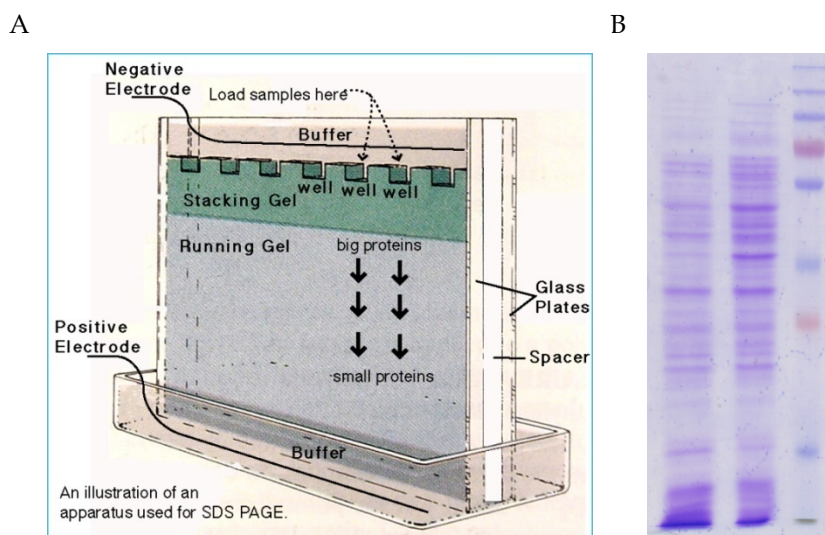 A
B
Negative
Electrode
Load samples here
Buffer
well well well
Stacking Gel
Running Gel
big proteins
Glass
Plates
Positive
Electrode
Spacer
small proteins
Buffer
An illustration of an
apparatus used for SDS PAGE.